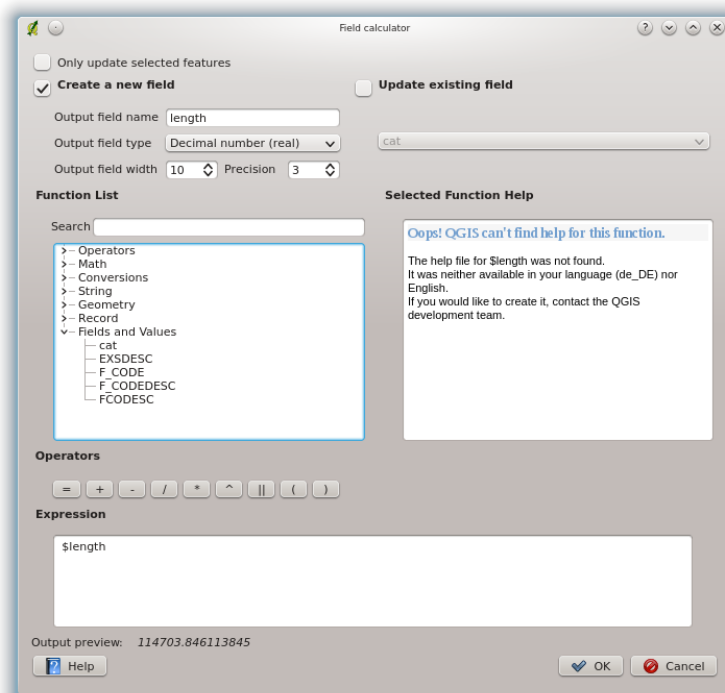 Field calculator
Only update selected features
Create a new field
Update existing field
Output field name length
Output field type Decimal number (real)
cat
Output field width 10 Precision 3
Function List
Selected Function Help
Search
Operators
Math
Conversions
String
Geometry
Record
Fields and Values
cat
EXSDESC
F_CODE
F_CODEDESC
FCODESC
Oops! QGIS can't find help for this function.
The help file for $length was not found.
It was neither available in your language (de_DE) nor
English.
If you would like to create it, contact the QGIS
development team.
Operators
= + - / * ^ || ( )
Expression
$length
Output preview: 114703.846113845
Help
OK
Cancel